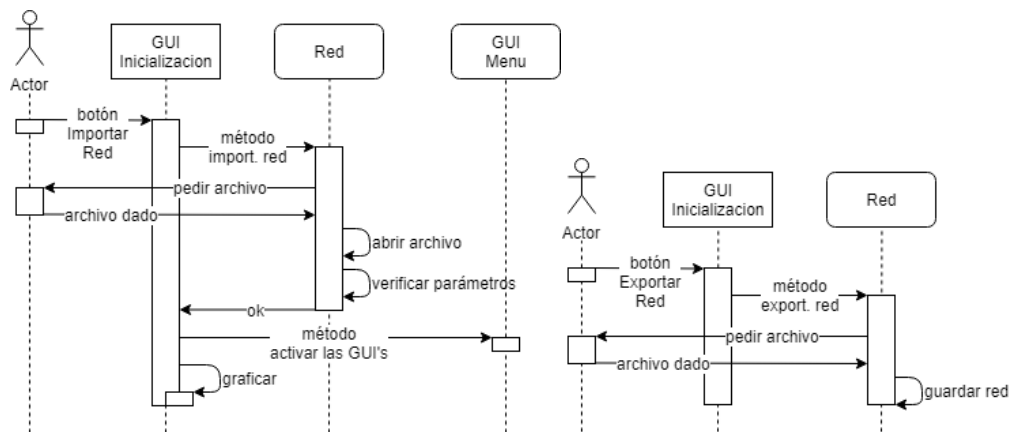 GUI
Inicializacion
Red
GUI
Menu
Actor
botón
Importar
Red
método
import. red
pedir archivo
archivo dado
abrir archivo
verificar parámetros
ok
método
activar las GUI's
graficar
GUI
Inicializacion
Red
Actor
botón
Exportar
Red
método
export. red
pedir archivo
archivo dado
guardar red